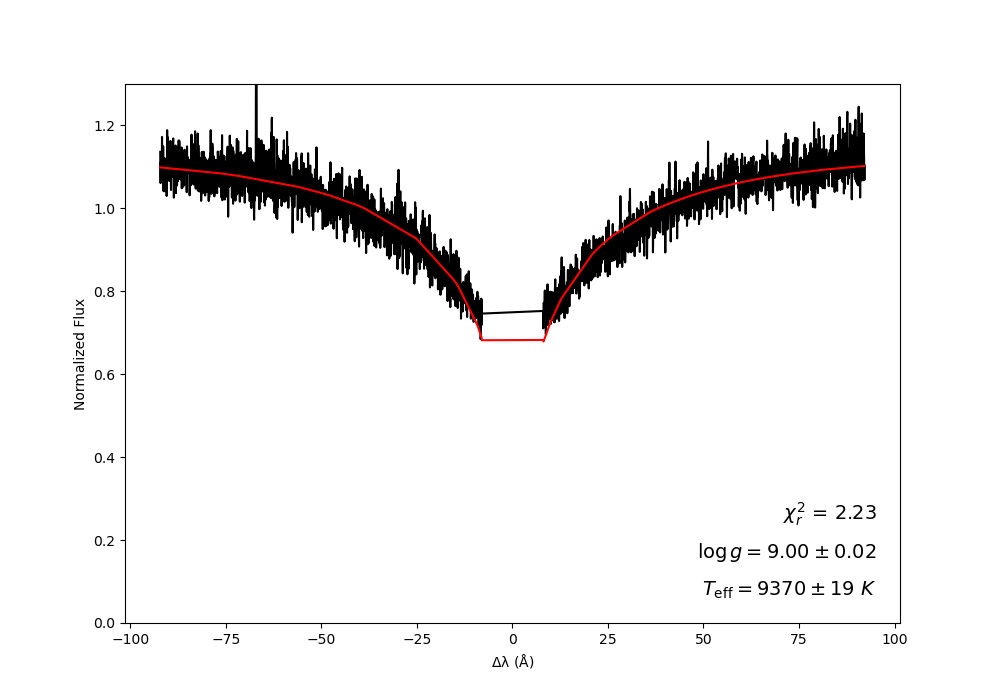 1.2
1.0
0.8
0.6
0.4
0.2
0.0
Normalized Flux
χ²ᵣ = 2.23
log g = 9.00 ± 0.02
T_eff = 9370 ± 19 K
−100 −75 −50 −25 0 25 50 75 100
Δλ (Å)